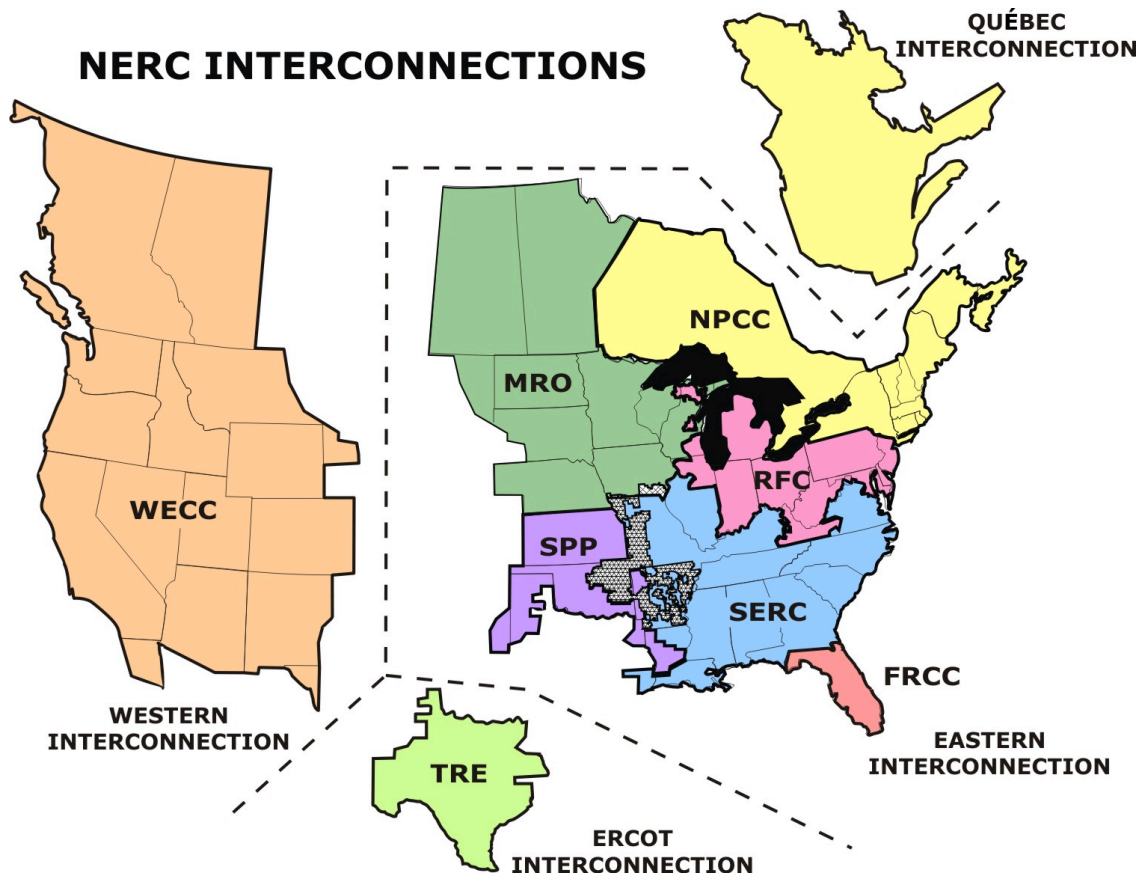 QUÉBEC
INTERCONNECTION
NERC INTERCONNECTIONS
NPCC
MRO
RFC
WECC
SPP
SERC
FRCC
WESTERN
INTERCONNECTION
EASTERN
INTERCONNECTION
TRE
ERCOT
INTERCONNECTION